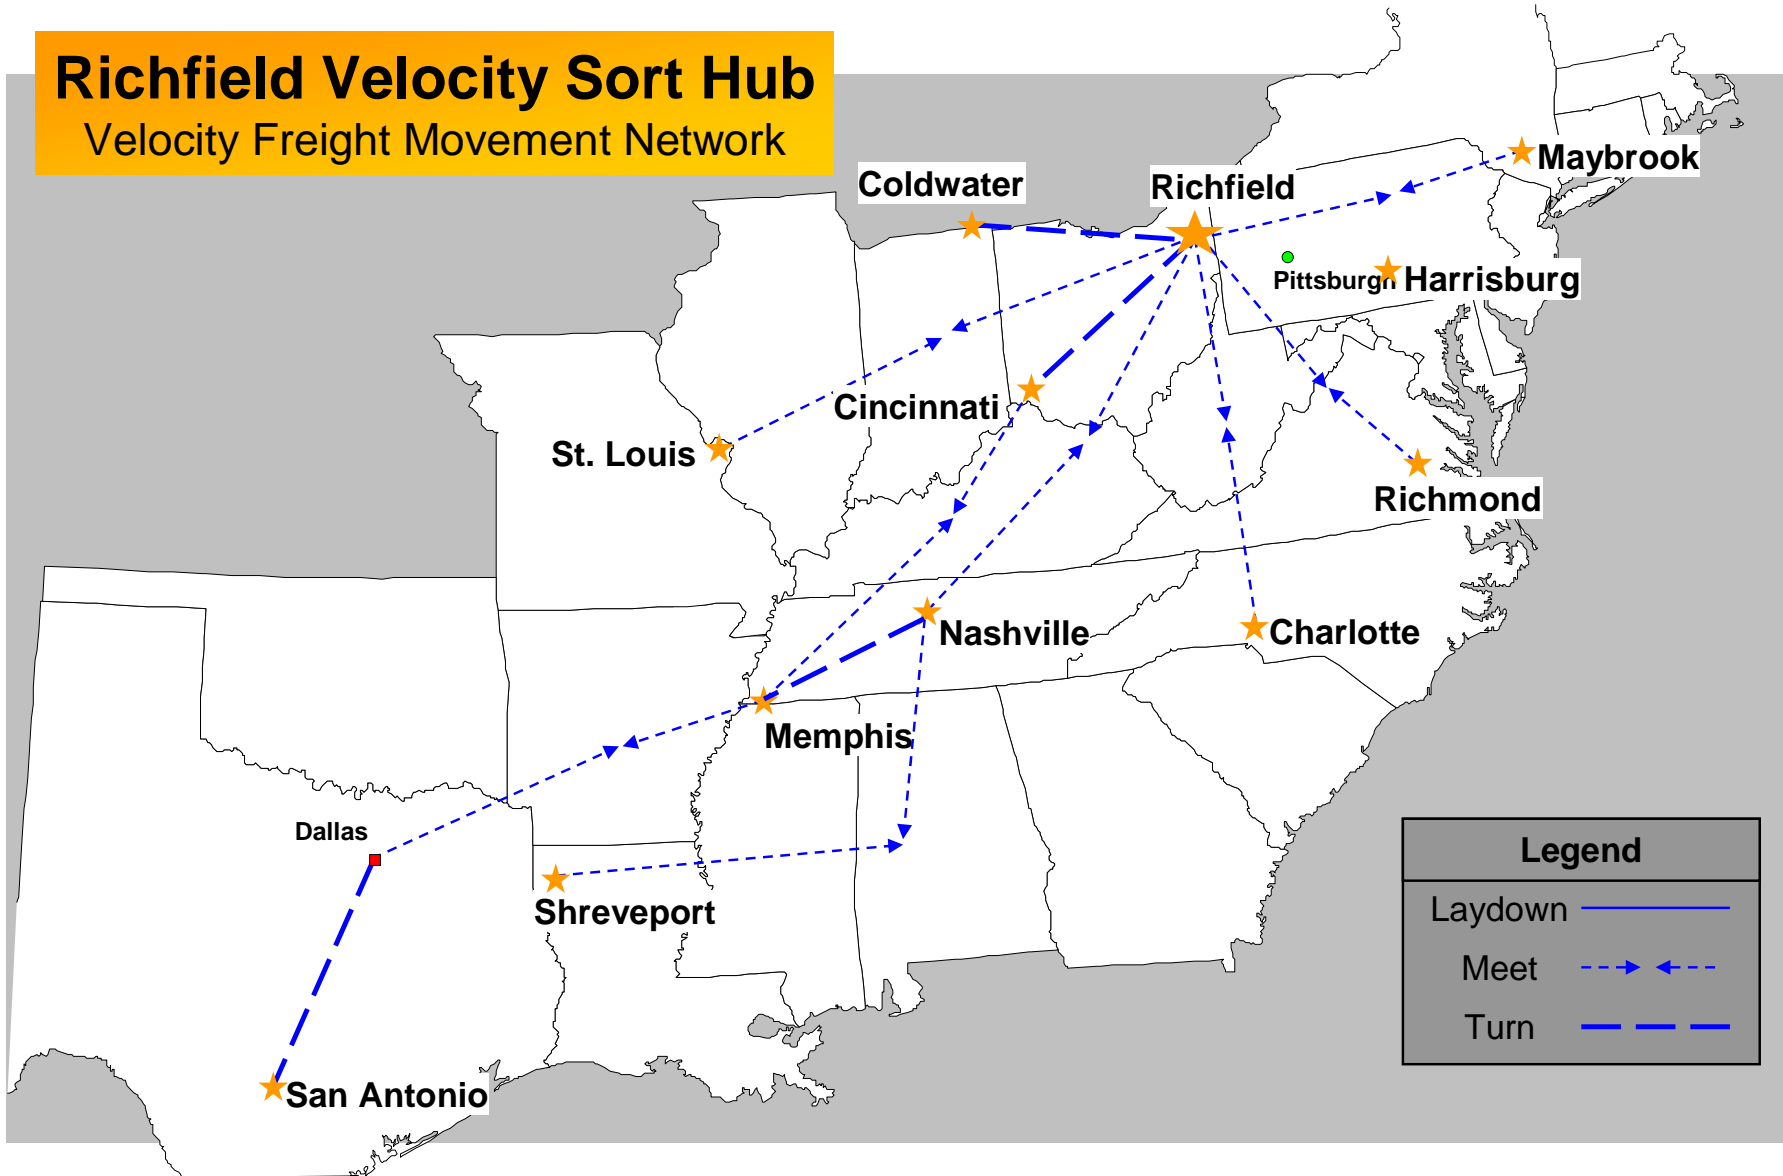 Richfield Velocity Sort Hub
Velocity Freight Movement Network
Maybrook
Coldwater
Richfield
Pittsburgh
Harrisburg
Cincinnati
St. Louis
Richmond
Nashville
Charlotte
Memphis
Dallas
Shreveport
San Antonio
Legend
Laydown
Meet
Turn